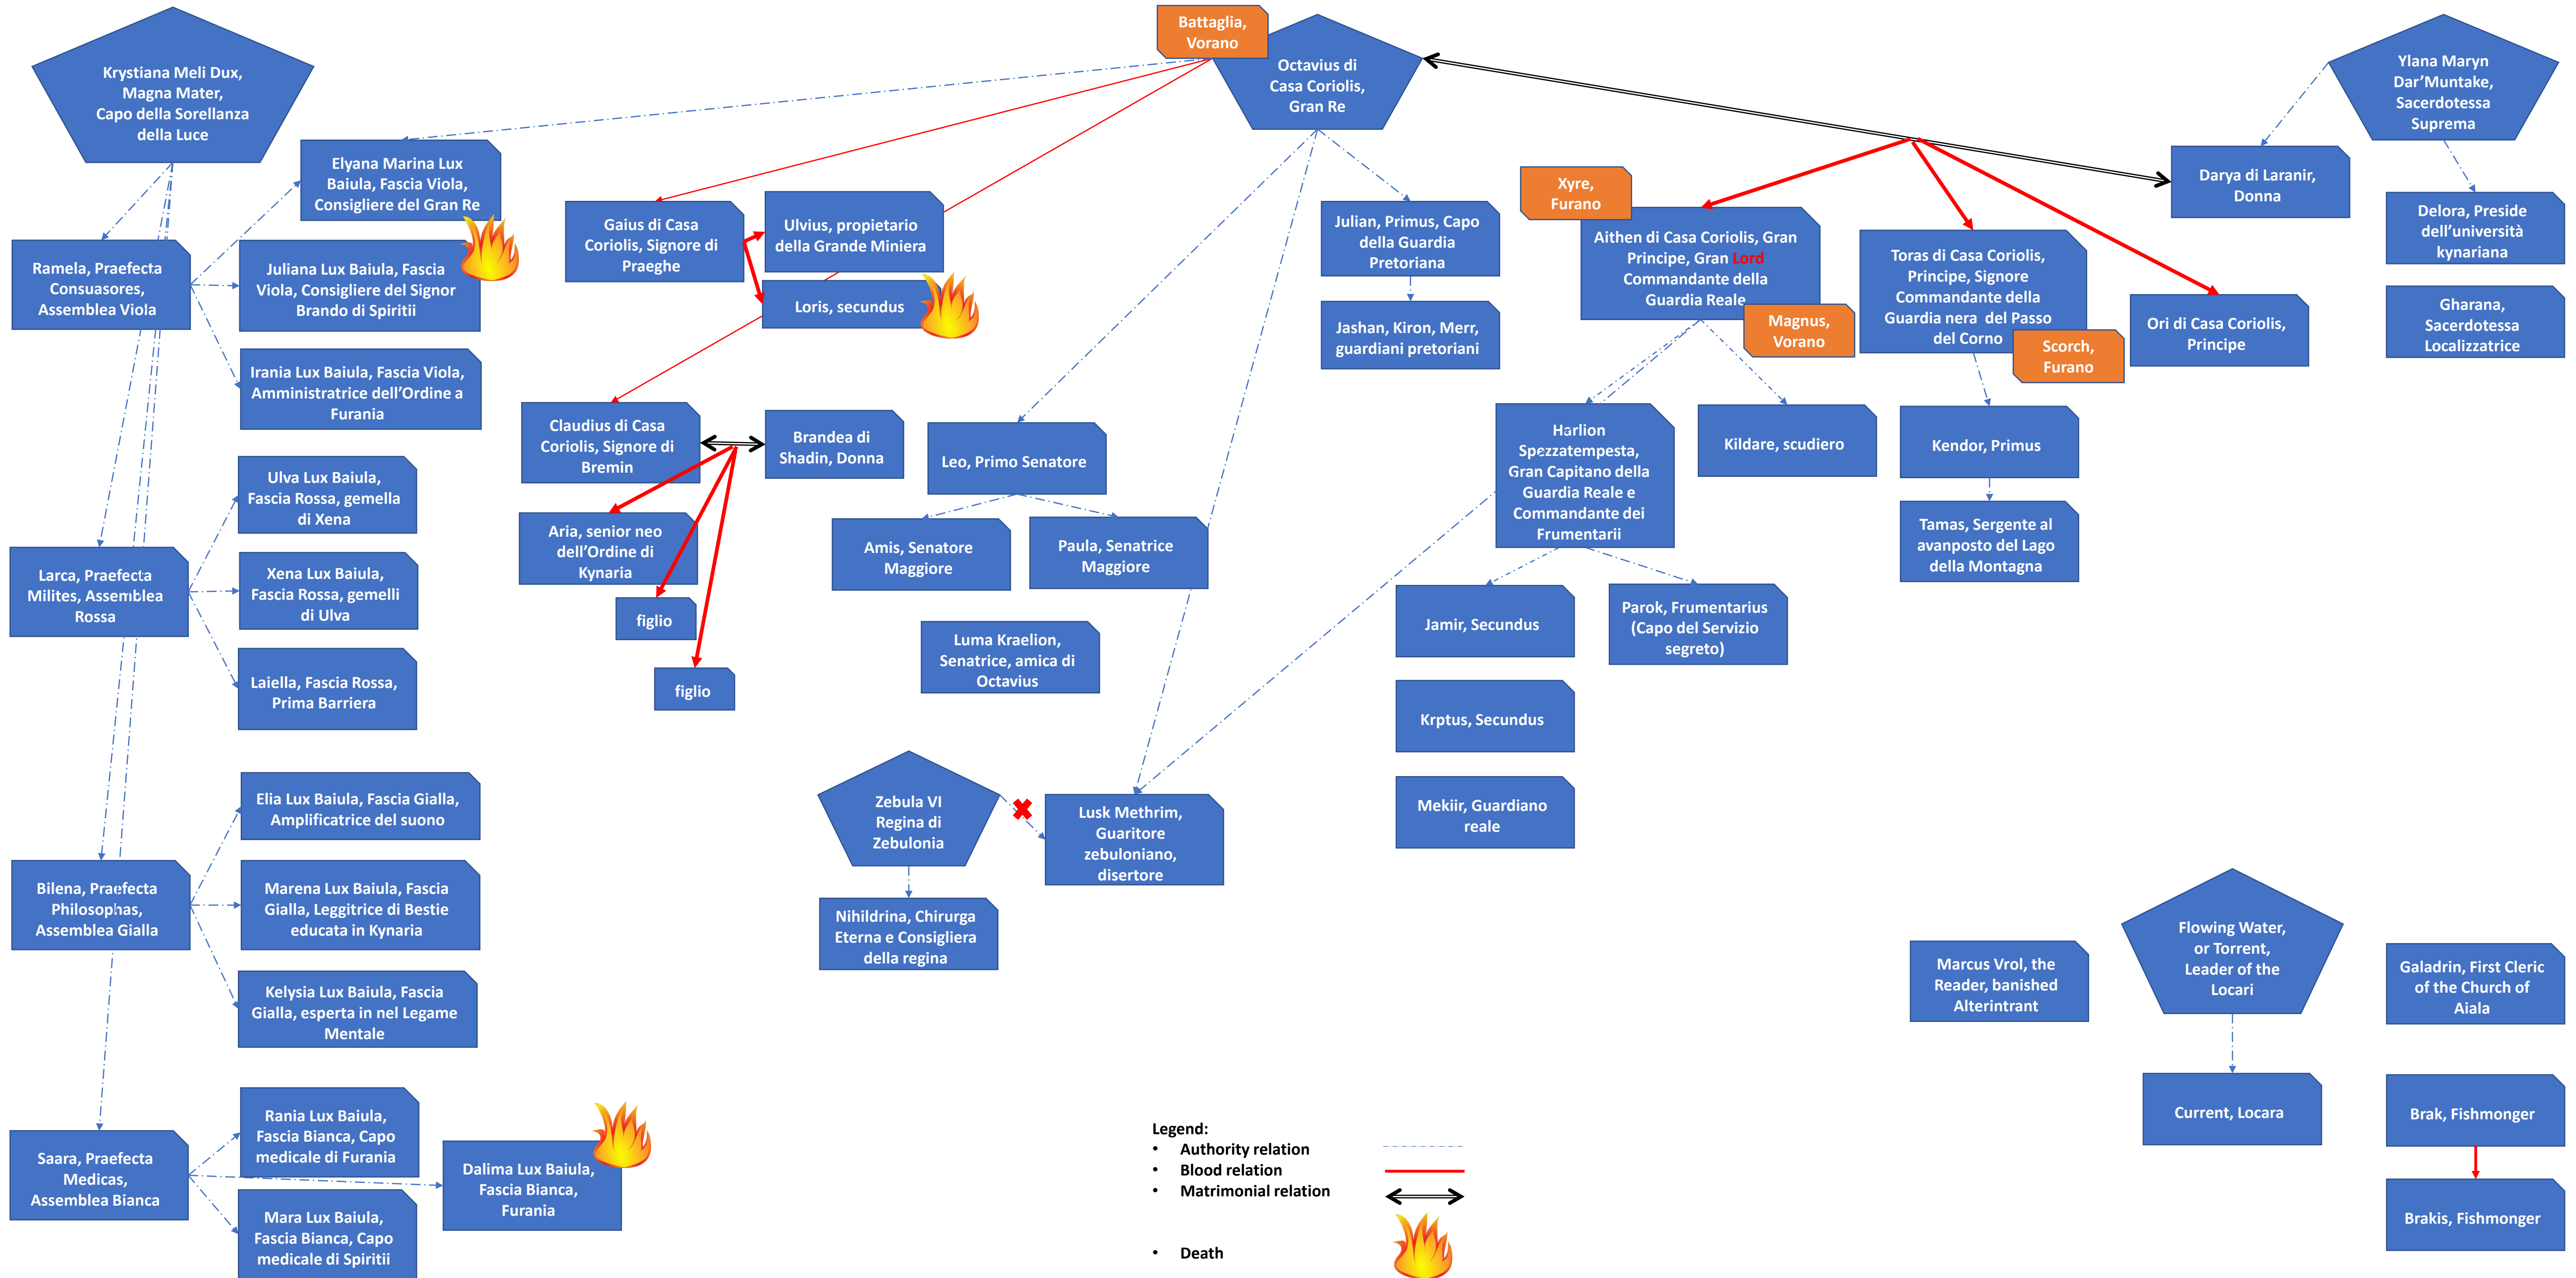 Krystiana Meli Dux,
Magna Mater,
Capo della Sorellanza
della Luce
Battaglia,
Vorano
Octavius di
Casa Coriolis,
Gran Re
Ylana Maryn
Dar'Muntake,
Sacerdotessa
Suprema
Elyana Marina Lux
Baiula, Fascia Viola,
Consigliere del Gran Re
Ramela, Praefecta
Consuasores,
Assemblea Viola
Juliana Lux Baiula, Fascia
Viola, Consigliere del Signor
Brando di Spiritii
Irania Lux Baiula, Fascia Viola,
Amministratrice dell'Ordine a
Furania
Gaius di Casa
Coriolis, Signore di
Praeghe
Ulvius, propietario
della Grande Miniera
Loris, secundus
Julian, Primus, Capo
della Guardia
Pretoriana
Jashan, Kiron, Merr,
guardiani pretoriani
Xyre,
Furano
Aithen di Casa Coriolis, Gran
Principe, Gran Lord
Commandante della
Guardia Reale
Magnus,
Vorano
Toras di Casa Coriolis,
Principe, Signore
Commandante della
Guardia nera del Passo
del Corno
Scorch,
Furano
Ori di Casa Coriolis,
Principe
Darya di Laranir,
Donna
Delora, Preside
dell'università
kynariana
Gharana,
Sacerdotessa
Localizzatrice
Claudius di Casa
Coriolis, Signore di
Bremin
Brandea di
Shadin, Donna
Aria, senior neo
dell'Ordine di
Kynaria
figlio
figlio
Leo, Primo Senatore
Amis, Senatore
Maggiore
Paula, Senatrice
Maggiore
Luma Kraelion,
Senatrice, amica di
Octavius
Harlion
Spezzatempesta,
Gran Capitano della
Guardia Reale e
Commandante dei
Frumentarii
Kildare, scudiero
Kendor, Primus
Tamas, Sergente al
avanposto del Lago
della Montagna
Jamir, Secundus
Parok, Frumentarius
(Capo del Servizio
segreto)
Krptus, Secundus
Mekiir, Guardiano
reale
Ulva Lux Baiula,
Fascia Rossa, gemella
di Xena
Larca, Praefecta
Milites, Assemblea
Rossa
Xena Lux Baiula,
Fascia Rossa, gemelli
di Ulva
Laiella, Fascia Rossa,
Prima Barriera
Zebula VI
Regina di
Zebulonia
Lusk Methrim,
Guaritore
zebuloniano,
disertore
Nihildrina, Chirurga
Eterna e Consigliera
della regina
Elia Lux Baiula, Fascia Gialla,
Amplificatrice del suono
Bilena, Praefecta
Philosophas,
Assemblea Gialla
Marena Lux Baiula, Fascia
Gialla, Leggitrice di Bestie
educata in Kynaria
Kelysia Lux Baiula, Fascia
Gialla, esperta in nel Legame
Mentale
Marcus Vrol, the
Reader, banished
Alterintrant
Flowing Water,
or Torrent,
Leader of the
Locari
Galadrin, First Cleric
of the Church of
Aiala
Current, Locara
Brak, Fishmonger
Brakis, Fishmonger
Rania Lux Baiula,
Fascia Bianca, Capo
medicale di Furania
Saara, Praefecta
Medicas,
Assemblea Bianca
Dalima Lux Baiula,
Fascia Bianca,
Furania
Mara Lux Baiula,
Fascia Bianca, Capo
medicale di Spiritii
Legend:
• Authority relation
• Blood relation
• Matrimonial relation
• Death